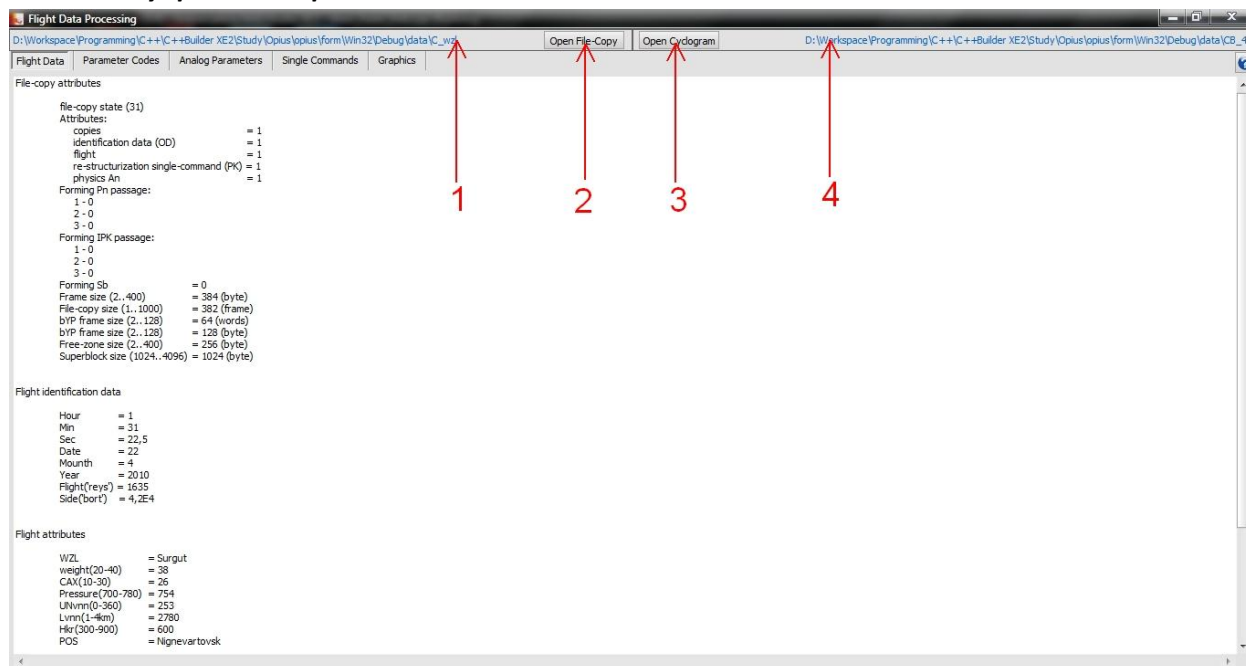 Flight Data Processing
D:\Workspace\Programming\C++\C++Builder XE2\Study\Opius\opius\form\Win32\Debug\data\C_wzl
Open File-Copy
Open Cyclogram
D:\Workspace\Programming\C++\C++Builder XE2\Study\Opius\opius\form\Win32\Debug\data\CB_4
Flight Data
Parameter Codes
Analog Parameters
Single Commands
Graphics
File-copy attributes
file-copy state (31)
Attributes:
copies = 1
identification data (OD) = 1
flight = 1
re-structurization single-command (PK) = 1
physics An = 1
Forming Pn passage:
1 - 0
2 - 0
3 - 0
Forming IPK passage:
1 - 0
2 - 0
3 - 0
Forming Sb = 0
Frame size (2..400) = 384 (byte)
File-copy size (1..1000) = 382 (frame)
bYP frame size (2..128) = 64 (words)
bYP frame size (2..128) = 128 (byte)
Free-zone size (2..400) = 256 (byte)
Superblock size (1024..4096) = 1024 (byte)
1
2
3
4
Flight identification data
Hour = 1
Min = 31
Sec = 22,5
Date = 22
Mounth = 4
Year = 2010
Flight('reys') = 1635
Side('bort') = 4,2E4
Flight attributes
WZL = Surgut
weight(20-40) = 38
CAX(10-30) = 26
Pressure(700-780) = 754
UNvnn(0-360) = 253
Lvnn(1-4km) = 2780
Hkr(300-900) = 600
POS = Nignevartovsk